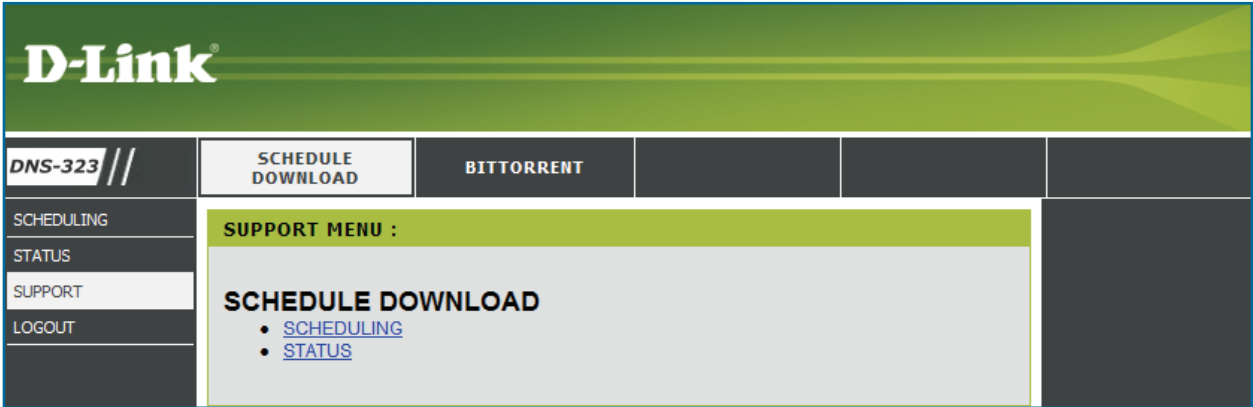 D-Link®
DNS-323
SCHEDULE
DOWNLOAD
BITTORRENT
SCHEDULING
STATUS
SUPPORT
LOGOUT
SUPPORT MENU :
SCHEDULE DOWNLOAD
• SCHEDULING
• STATUS